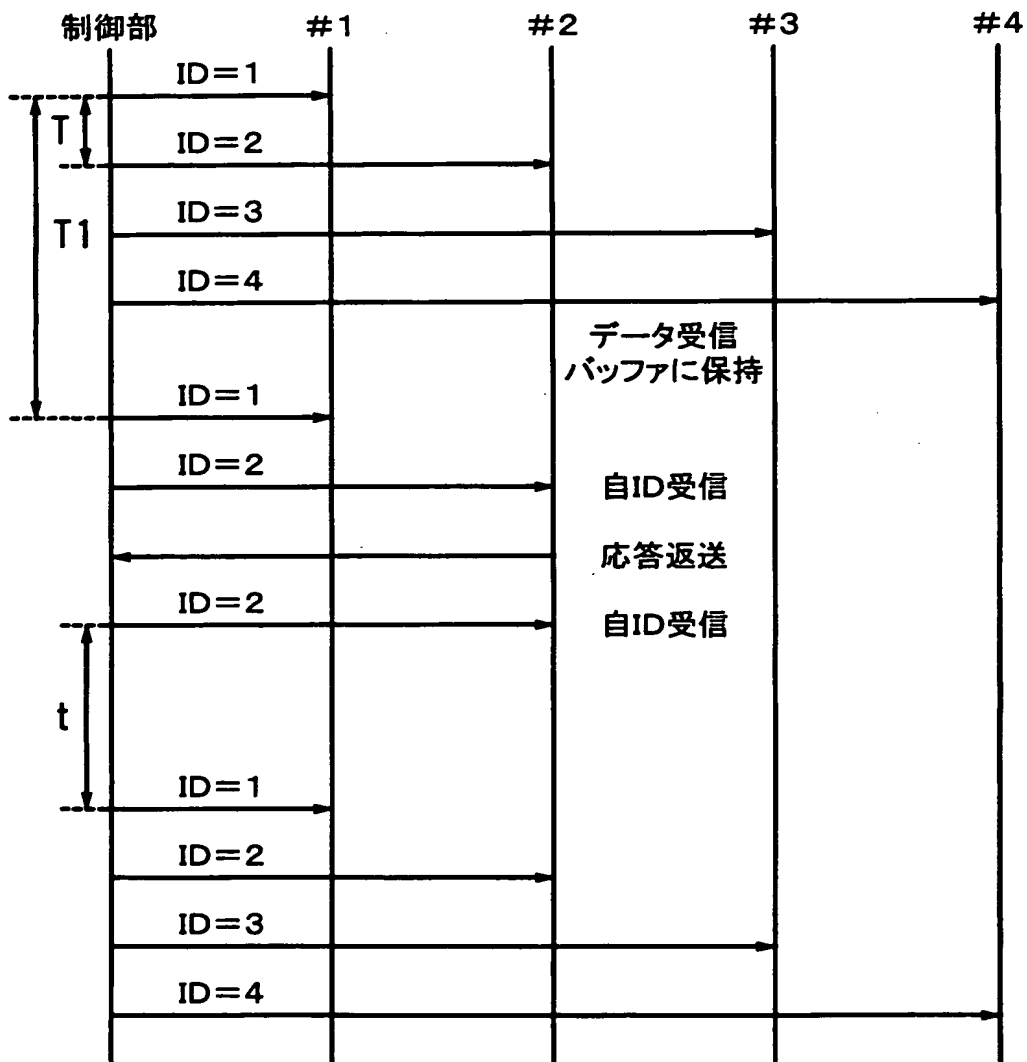 制御部 #1 #2 #3 #4
ID=1
T
ID=2
ID=3
T1
ID=4
データ受信
バッファに保持
ID=1
ID=2 自ID受信
応答返送
ID=2 自ID受信
t
ID=1
ID=2
ID=3
ID=4